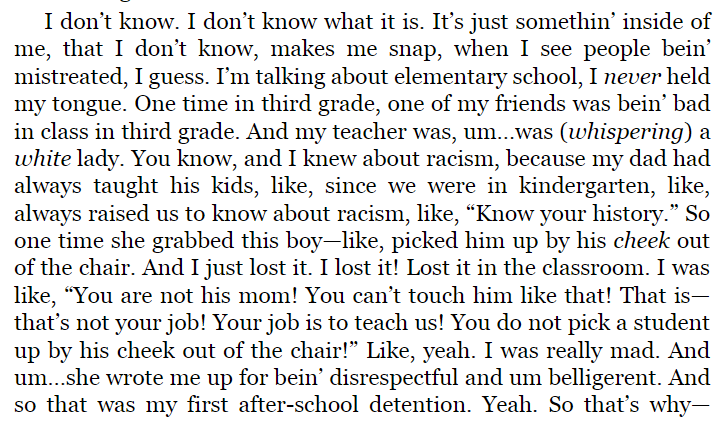 I don’t know. I don’t know what it is. It’s just somethin’ inside of
me, that I don’t know, makes me snap, when I see people bein’
mistreated, I guess. I’m talking about elementary school, I never held
my tongue. One time in third grade, one of my friends was bein’ bad
in class in third grade. And my teacher was, um…was (whispering) a
white lady. You know, and I knew about racism, because my dad had
always taught his kids, like, since we were in kindergarten, like,
always raised us to know about racism, like, “Know your history.” So
one time she grabbed this boy—like, picked him up by his cheek out
of the chair. And I just lost it. I lost it! Lost it in the classroom. I was
like, “You are not his mom! You can’t touch him like that! That is—
that’s not your job! Your job is to teach us! You do not pick a student
up by his cheek out of the chair!” Like, yeah. I was really mad. And
um…she wrote me up for bein’ disrespectful and um belligerent. And
so that was my first after-school detention. Yeah. So that’s why—